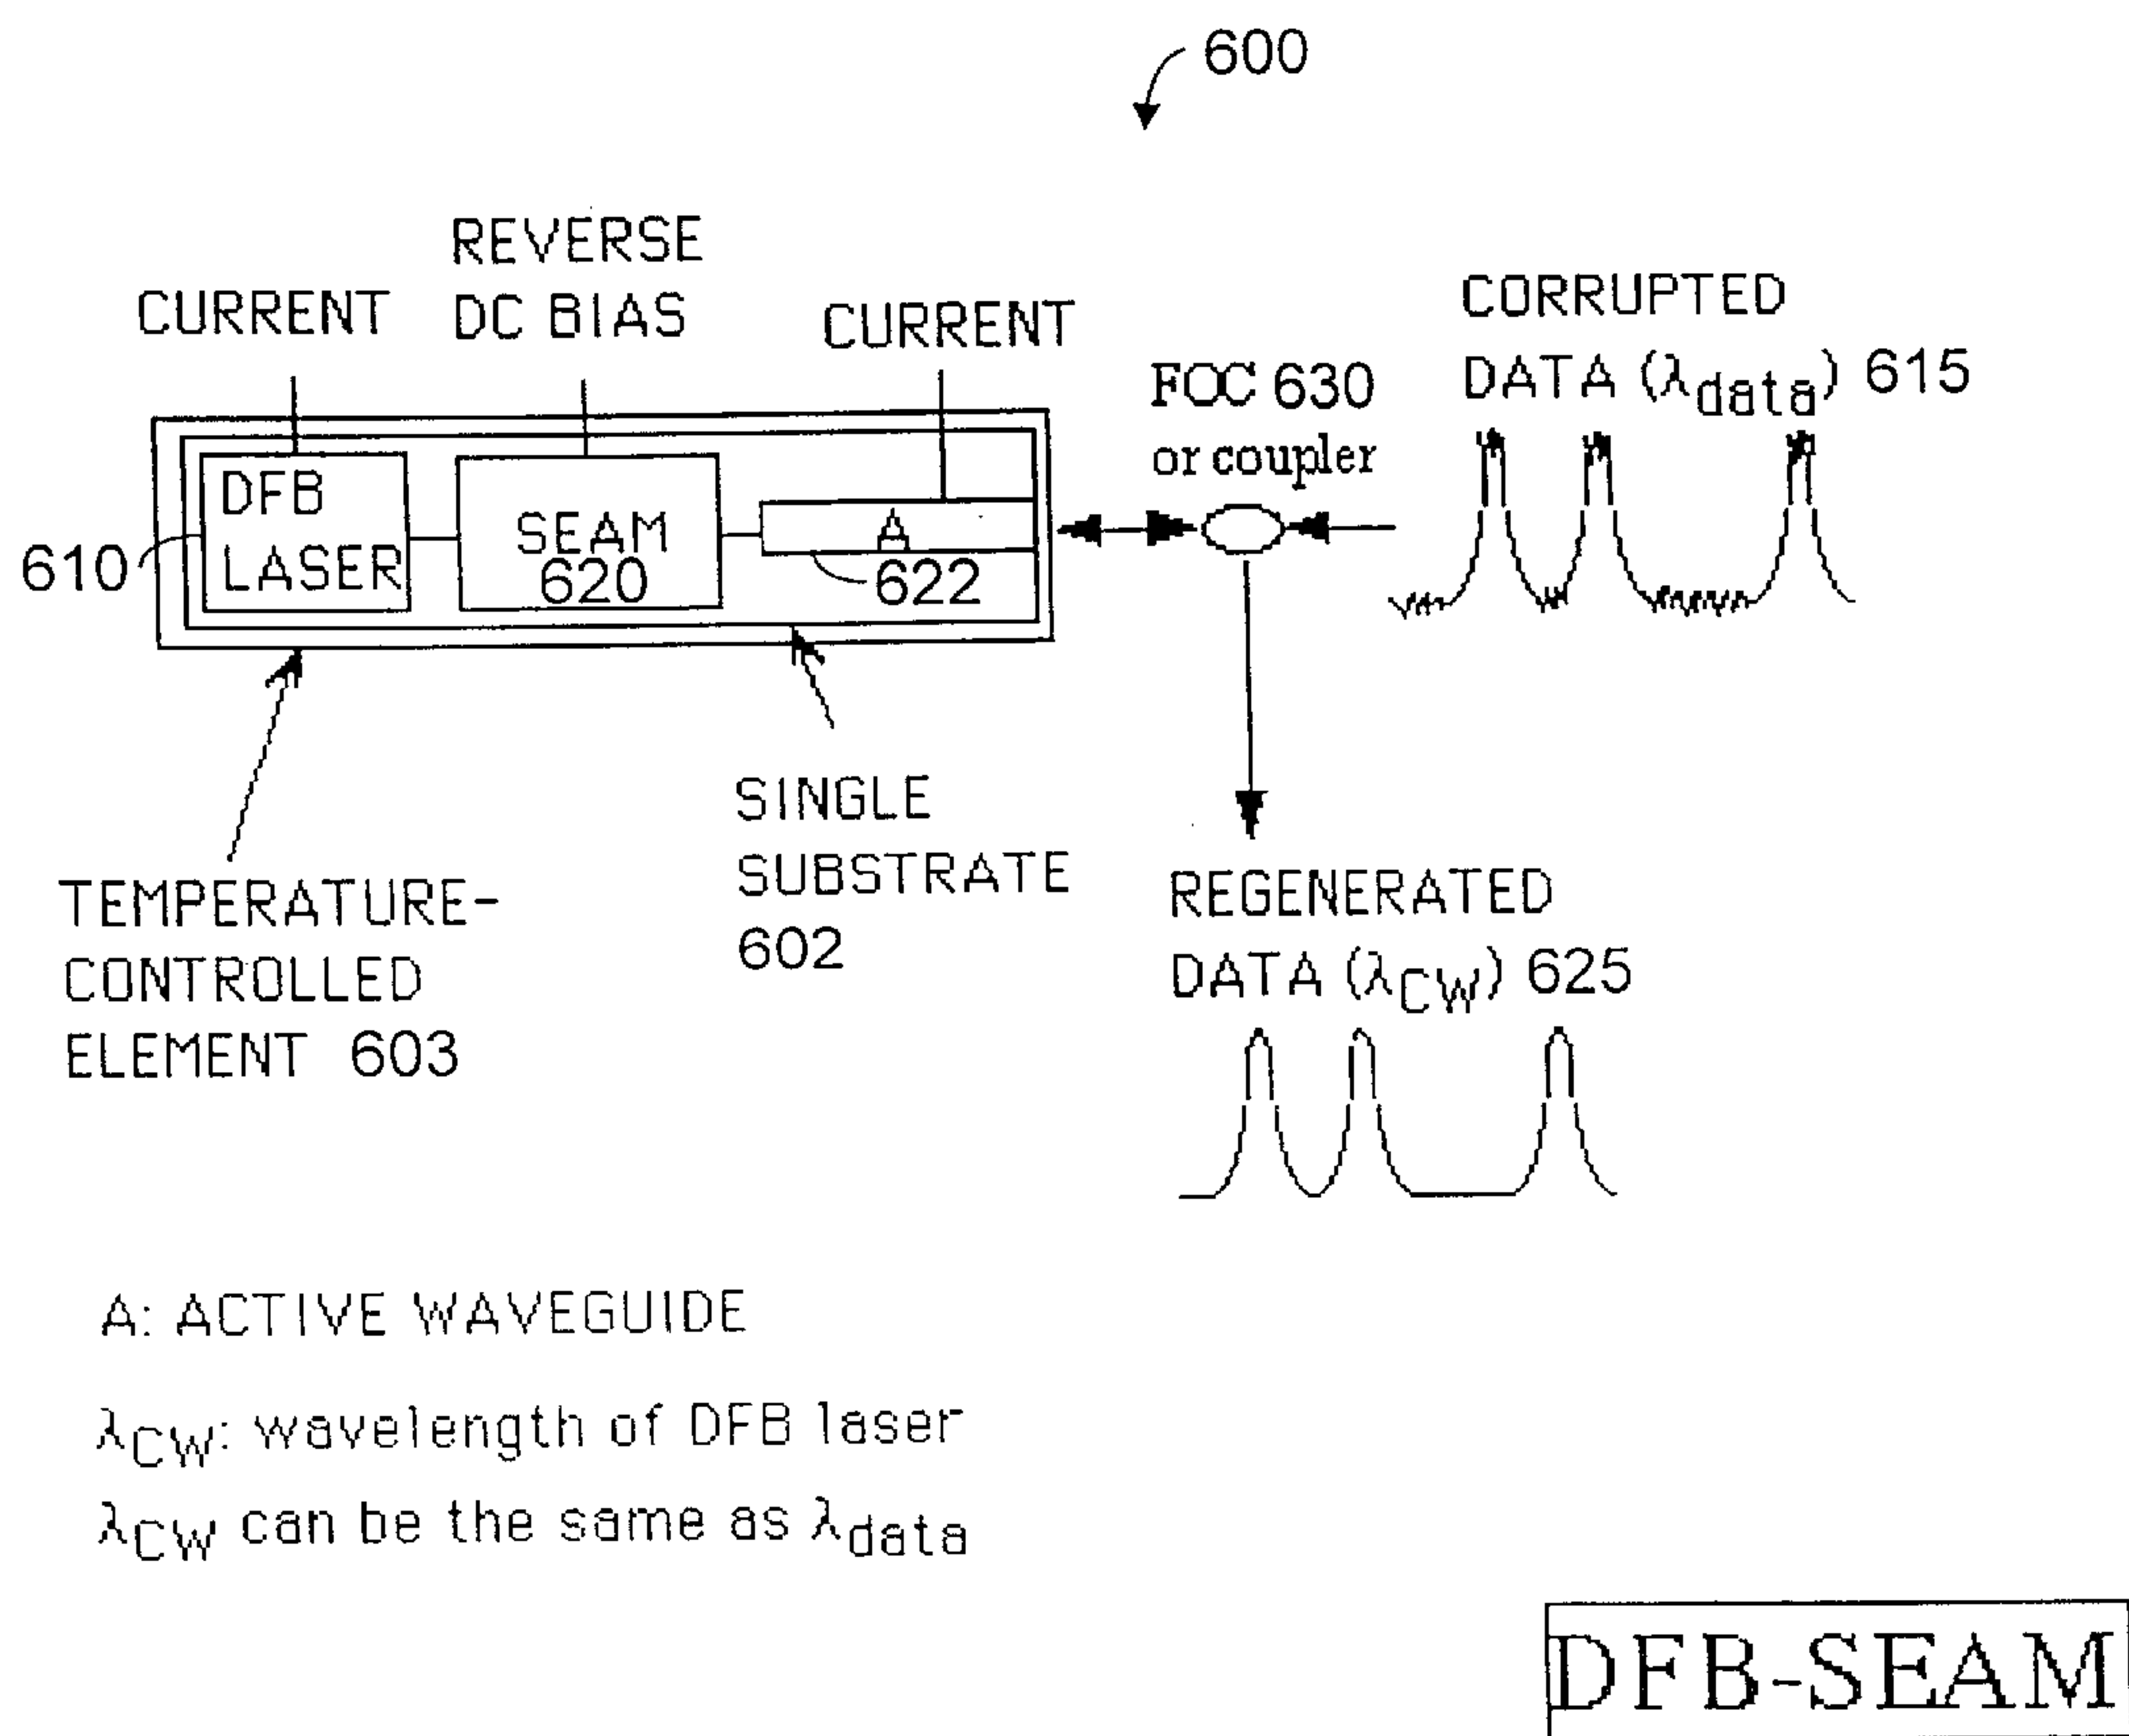 600
REVERSE
DC BIAS
CURRENT
CURRENT
CORRUPTED
DATA (λdata) 615
FOC 630
or coupler
DFB
LASER
610
SEAM
620
A
622
SINGLE
SUBSTRATE
602
TEMPERATURE-
CONTROLLED
ELEMENT 603
REGENERATED
DATA (λCW) 625
A: ACTIVE WAVEGUIDE
λCW: wavelength of DFB laser
λCW can be the same as λdata
DFB-SEAM